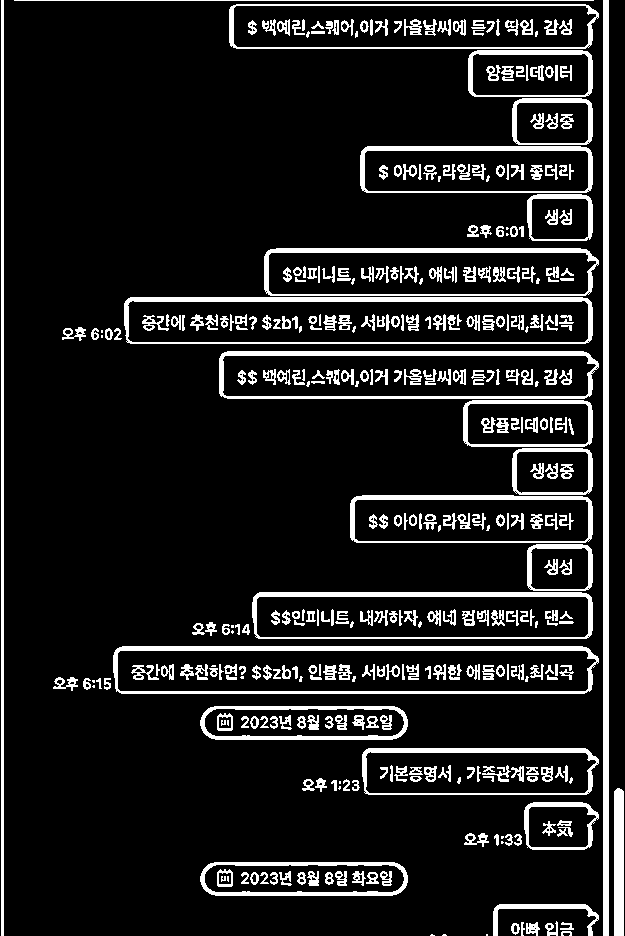 $ 백예린,스퀘어,이거 가을날씨에 듣기 딱임, 감성
얌플리데이터
생성중
$ 아이유,라일락, 이거 좋더라
생성
오후 6:01
$인피니트, 내꺼하자, 얘네 컴백했더라, 댄스
중간에 추천하면? $zb1, 인블룸, 서바이벌 1위한 애들이래,최신곡
오후 6:02
$$ 백예린,스퀘어,이거 가을날씨에 듣기 딱임, 감성
얌플리데이터\
생성중
$$ 아이유,라일락, 이거 좋더라
생성
$$인피니트, 내꺼하자, 얘네 컴백했더라, 댄스
오후 6:14
중간에 추천하면? $$zb1, 인블룸, 서바이벌 1위한 애들이래,최신곡
오후 6:15
2023년 8월 3일 목요일
기본증명서 , 가족관계증명서,
오후 1:23
本気
오후 1:33
2023년 8월 8일 화요일
아빠 입금